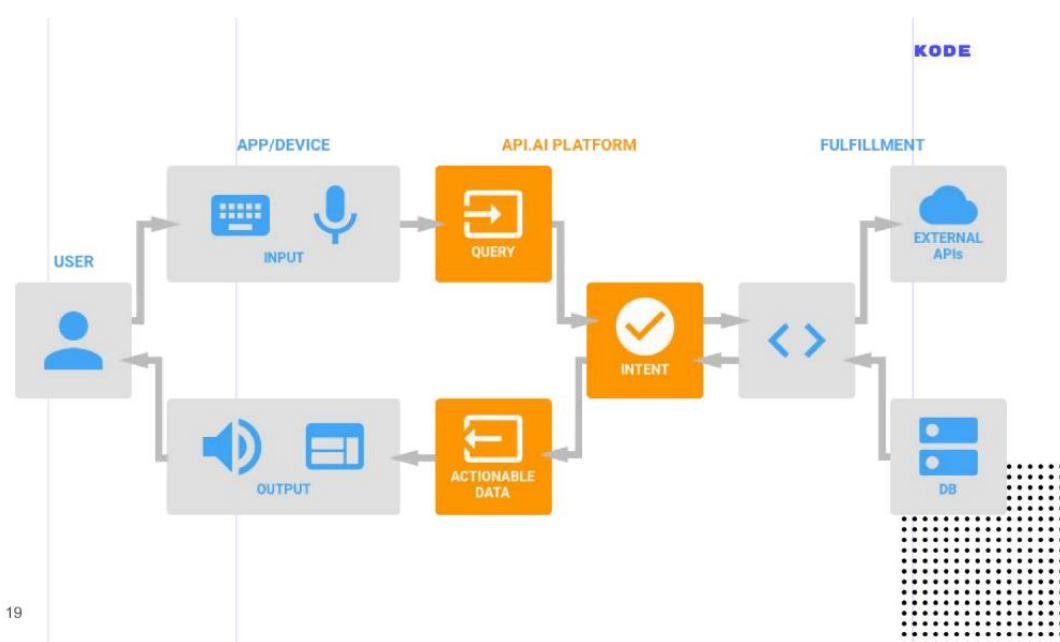 KODE
APP/DEVICE
API.AI PLATFORM
FULFILLMENT
INPUT
QUERY
EXTERNAL
APIs
USER
INTENT
OUTPUT
ACTIONABLE
DATA
DB
19